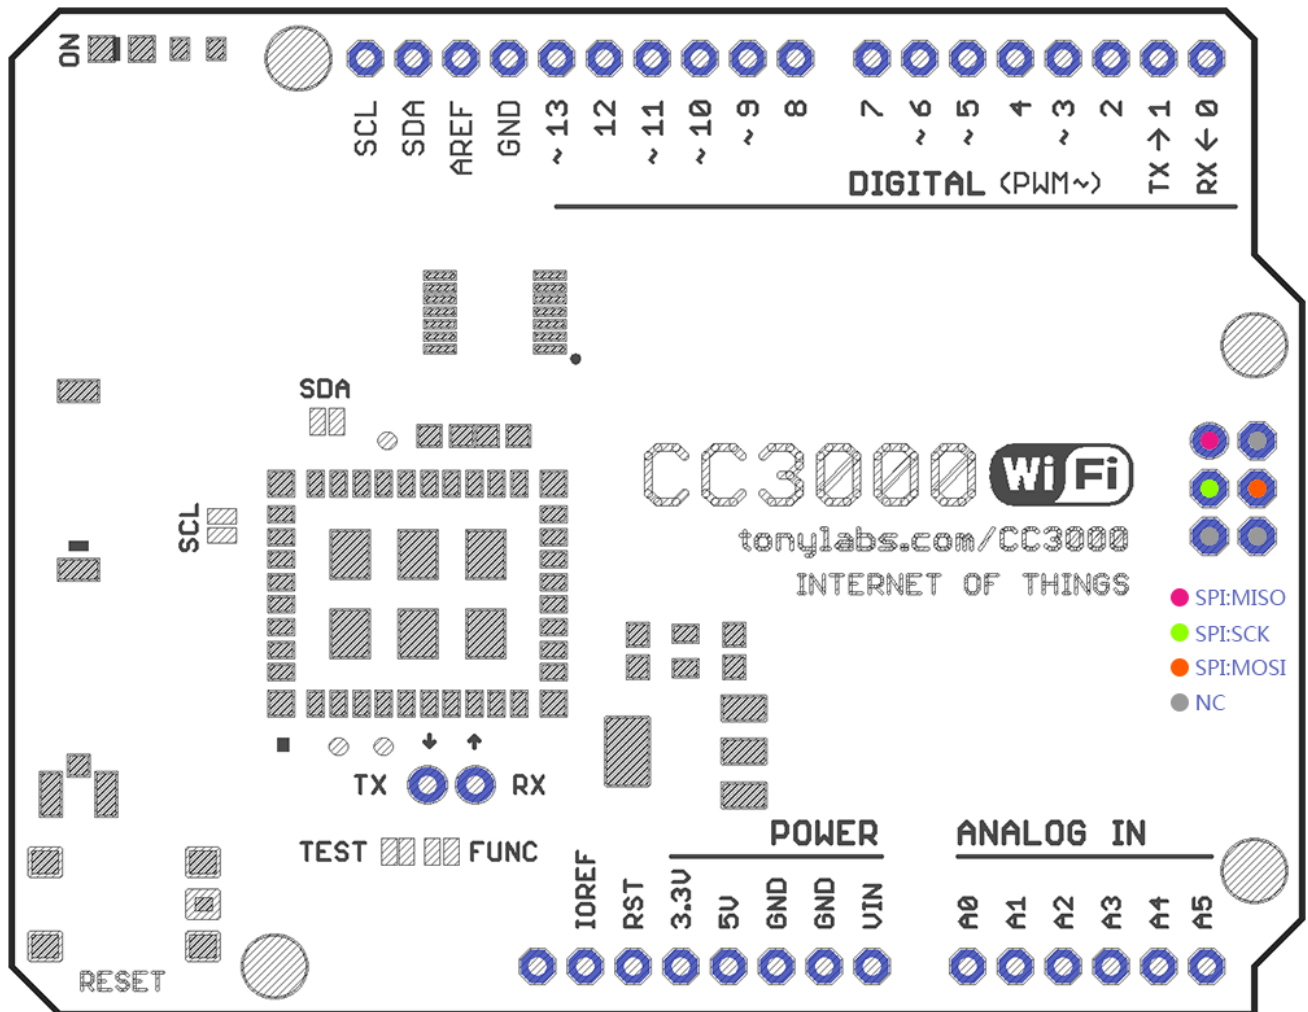 ON
SCL
SDA
AREF
GND
~13
12
~11
~10
~9
8
7
~6
~5
4
~3
2
TX→1
RX←0
DIGITAL (PWM~)
SDA
SCL
CC3000 WiFi
tonylabs.com/CC3000
INTERNET OF THINGS
SPI:MISO
SPI:SCK
SPI:MOSI
NC
TX
RX
TEST
FUNC
POWER
ANALOG IN
IOREF
RST
3.3V
5V
GND
GND
VIN
A0
A1
A2
A3
A4
A5
RESET